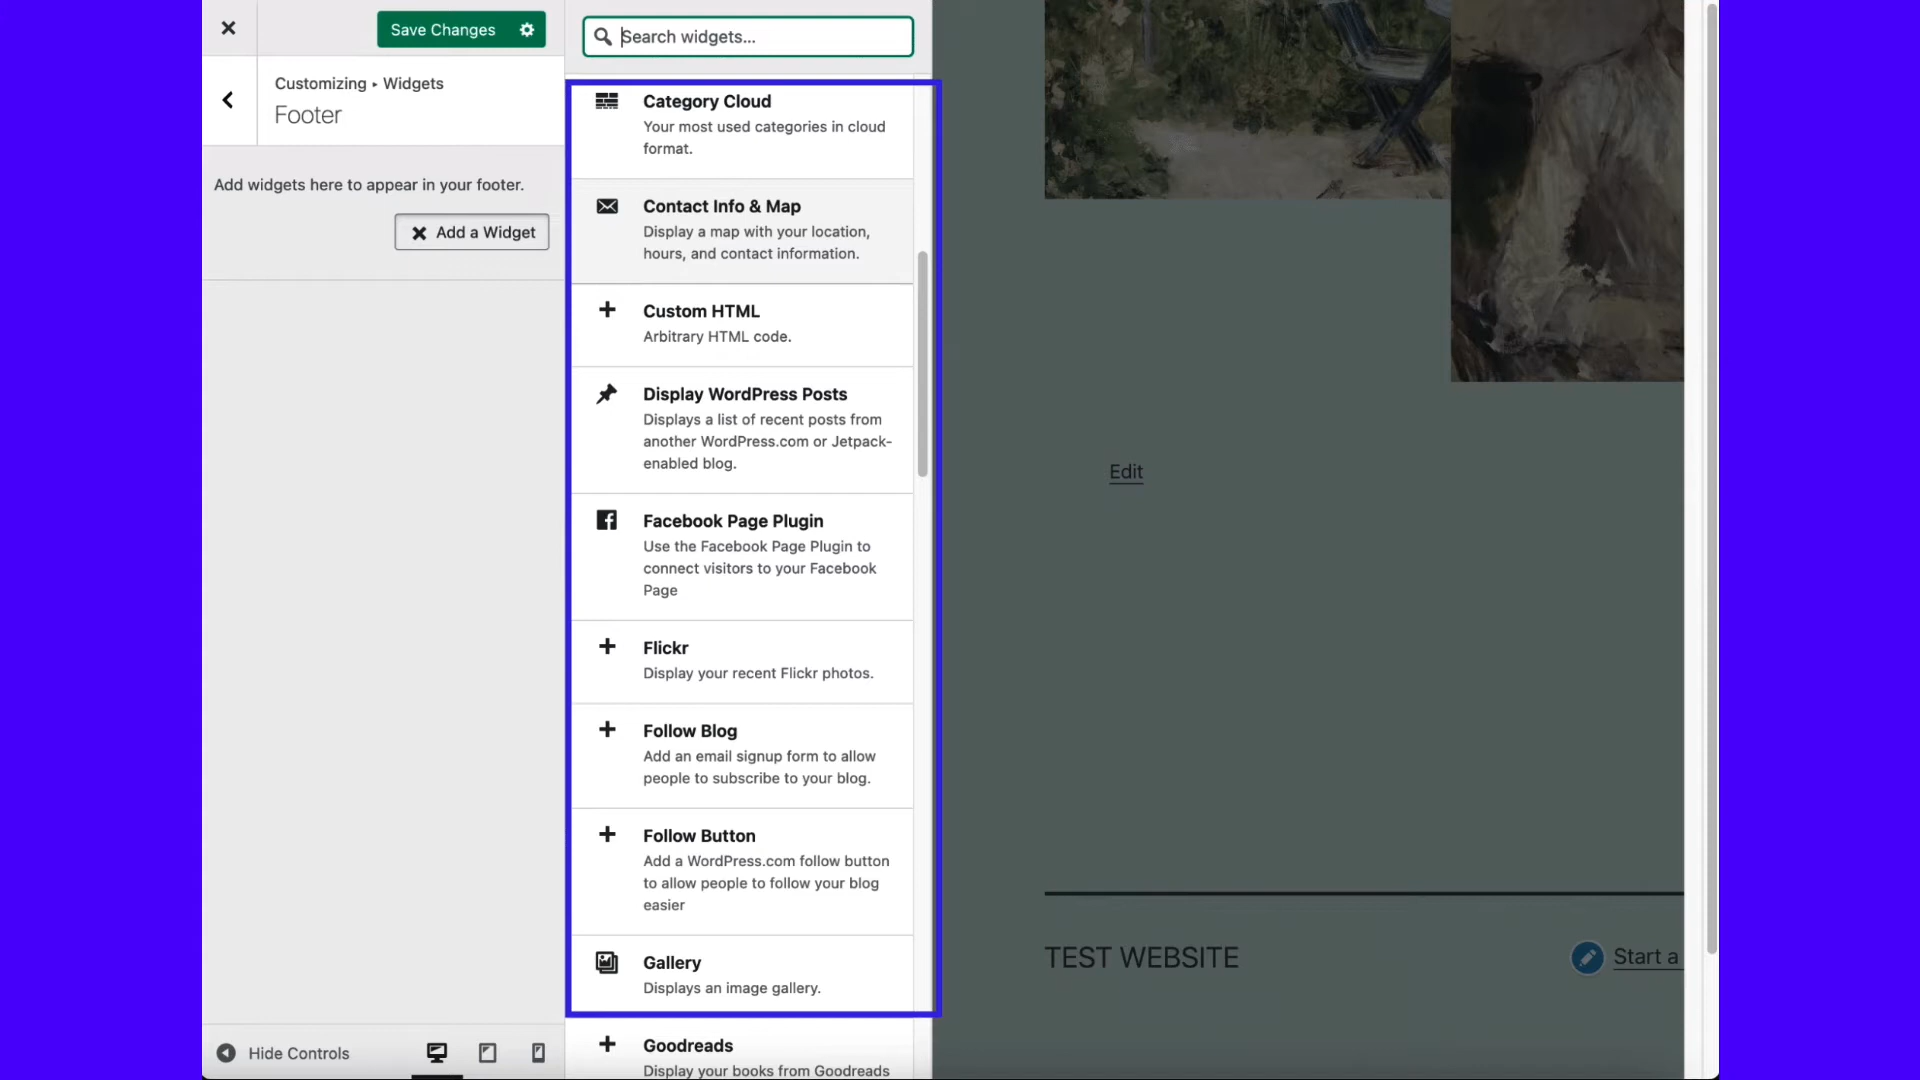 Save Changes
Customizing ▸ Widgets
Footer
Add widgets here to appear in your footer.
Add a Widget
Hide Controls
Search widgets...
Category Cloud
Your most used categories in cloud
format.
Contact Info & Map
Display a map with your location,
hours, and contact information.
Custom HTML
Arbitrary HTML code.
Display WordPress Posts
Displays a list of recent posts from
another WordPress.com or Jetpack-
enabled blog.
Facebook Page Plugin
Use the Facebook Page Plugin to
connect visitors to your Facebook
Page
Flickr
Display your recent Flickr photos.
Follow Blog
Add an email signup form to allow
people to subscribe to your blog.
Follow Button
Add a WordPress.com follow button
to allow people to follow your blog
easier
Gallery
Displays an image gallery.
Goodreads
Display your books from Goodreads
Edit
TEST WEBSITE
Start a